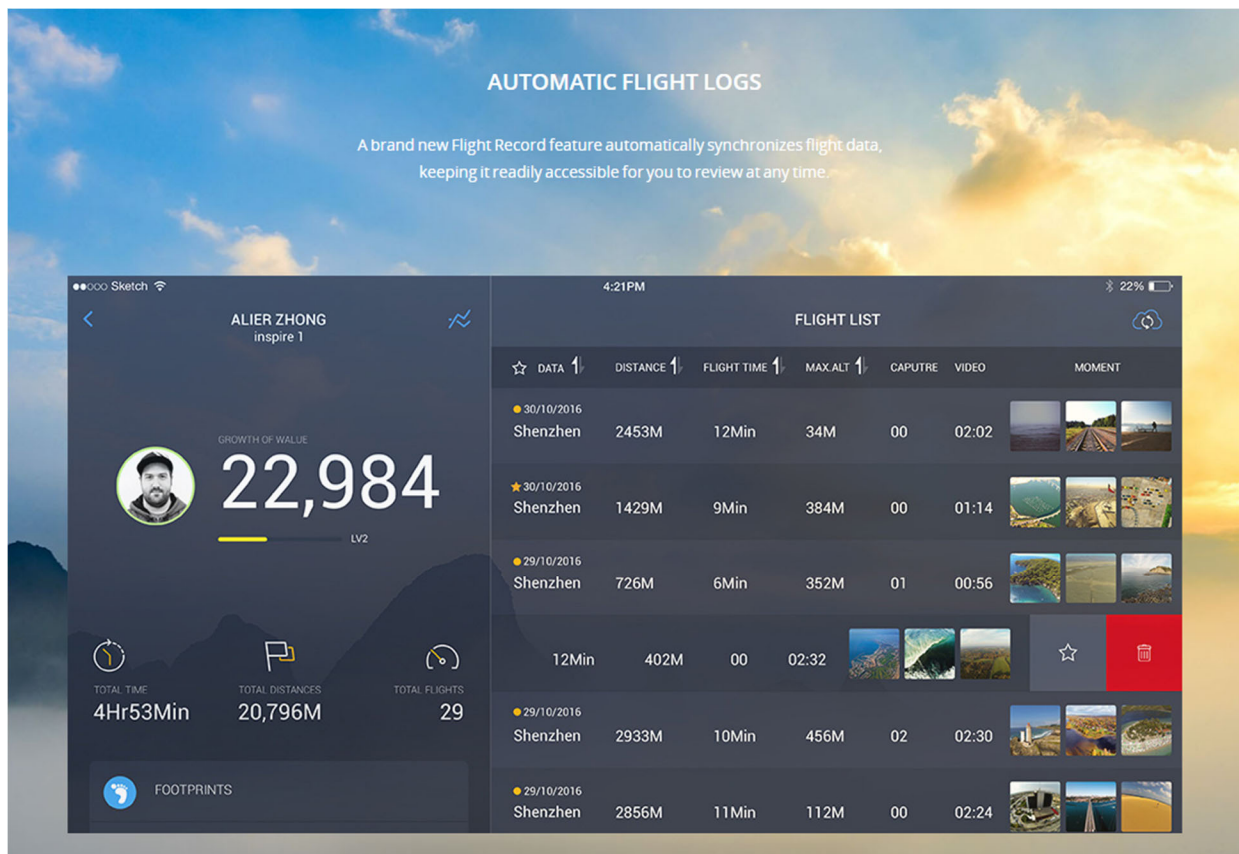 AUTOMATIC FLIGHT LOGS
A brand new Flight Record feature automatically synchronizes flight data,
keeping it readily accessible for you to review at any time.
Sketch 4:21PM 22%
ALIER ZHONG
inspire 1
GROWTH OF WALUE
22,984
LV2
TOTAL TIME TOTAL DISTANCES TOTAL FLIGHTS
4Hr53Min 20,796M 29
FOOTPRINTS
FLIGHT LIST
DATA DISTANCE FLIGHT TIME MAX.ALT CAPUTRE VIDEO MOMENT
30/10/2016
Shenzhen 2453M 12Min 34M 00 02:02
30/10/2016
Shenzhen 1429M 9Min 384M 00 01:14
29/10/2016
Shenzhen 726M 6Min 352M 01 00:56
12Min 402M 00 02:32
29/10/2016
Shenzhen 2933M 10Min 456M 02 02:30
29/10/2016
Shenzhen 2856M 11Min 112M 00 02:24